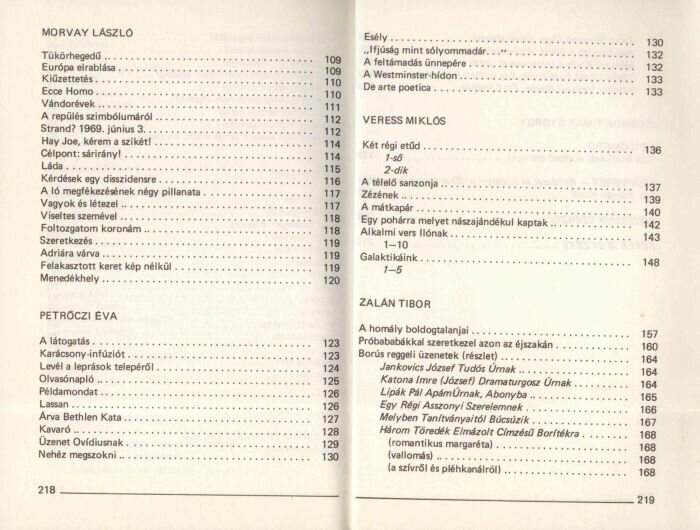 MORVAY LÁSZLÓ
Tükörhegedű 109
Európa elrablása 109
Kiűzettetés 110
Ecce Homo 110
Vándorévek 111
A repülés szimbólumáról 112
Strand? 1969. június 3. 112
Hay Joe, kérem a szikét! 114
Célpont: sárirány! 114
Láda 115
Kérdések egy disszidensre 116
A ló megfékezésének négy pillanata 117
Vagyok és létezel 117
Viseltes szemével 118
Foltozgatom koronám 118
Szeretkezés 119
Adriára várva 119
Felakasztott keret kép nélkül 119
Menedékhely 120
PETRŐCZI ÉVA
A látogatás 123
Karácsony-infúziót 123
Levél a leprások telepéről 124
Olvasónapló 125
Példamondat 126
Lassan 126
Árva Bethlen Kata 127
Kavaró 128
Üzenet Ovídiusnak 129
Nehéz megszokni 130
218
Esély 130
„Ifjúság mint sólyommadár. . .“ 132
A feltámadás ünnepére 132
A Westminster-hídon 133
De arte poetica 133
VERESS MIKLÓS
Két régi etűd 136
1-ső
2-dik
A télelő sanzonja 137
Zézének 139
A mátkapár 140
Egy pohárra melyet nászajándékul kaptak 142
Alkalmi vers Ilónak 143
1—10
Galaktikáink 148
1—5
ZALÁN TIBOR
A homály boldogtalanjai 157
Próbababákkal szeretkezel azon az éjszakán 160
Borús reggeli üzenetek (részlet) 164
Jankovics József Tudós Úrnak 164
Katona Imre (József) Dramaturgosz Úrnak 164
Lipák Pál ApámÚrnak, Abonyba 165
Egy Régi Asszonyi Szerelemnek 166
Melyben Tanítványaitól Búcsúzik 167
Három Töredék Elmázolt Címzésű Borítékra 168
(romantikus margaréta) 168
(vallomás) 168
(a szívről és pléhkanálról) 168
219